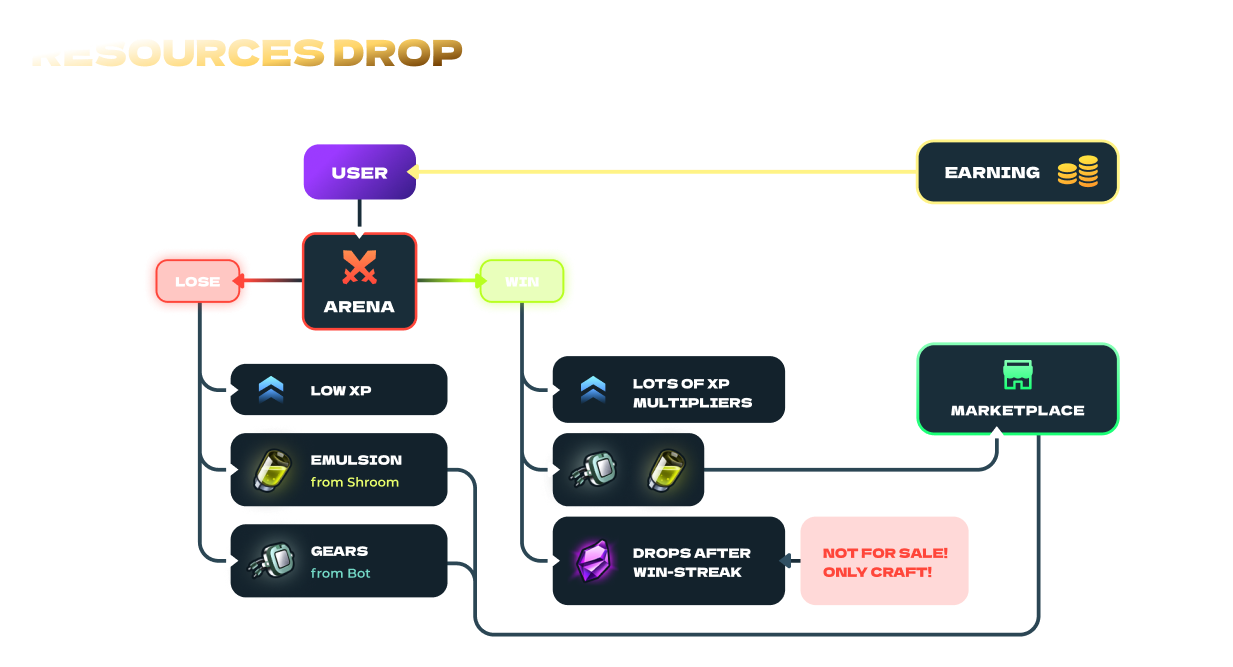 RESOURCES DROP
USER
EARNING
LOSE
ARENA
WIN
LOW XP
LOTS OF XP
MULTIPLIERS
MARKETPLACE
EMULSION
from Shroom
GEARS
from Bot
DROPS AFTER
WIN-STREAK
NOT FOR SALE!
ONLY CRAFT!